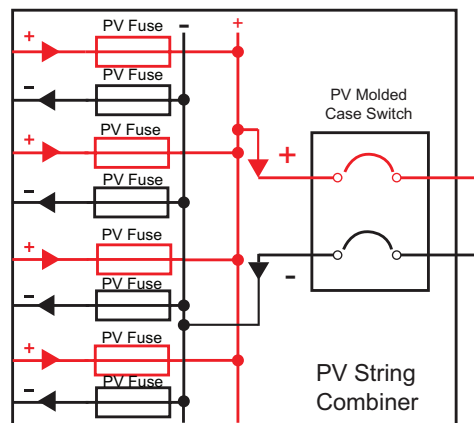 PV Fuse
- +
+
PV Fuse
-
PV Fuse
+
PV Fuse
-
PV Fuse
+
PV Fuse
-
PV Fuse
+
PV Fuse
-
PV Molded
Case Switch
+
-
PV String
Combiner